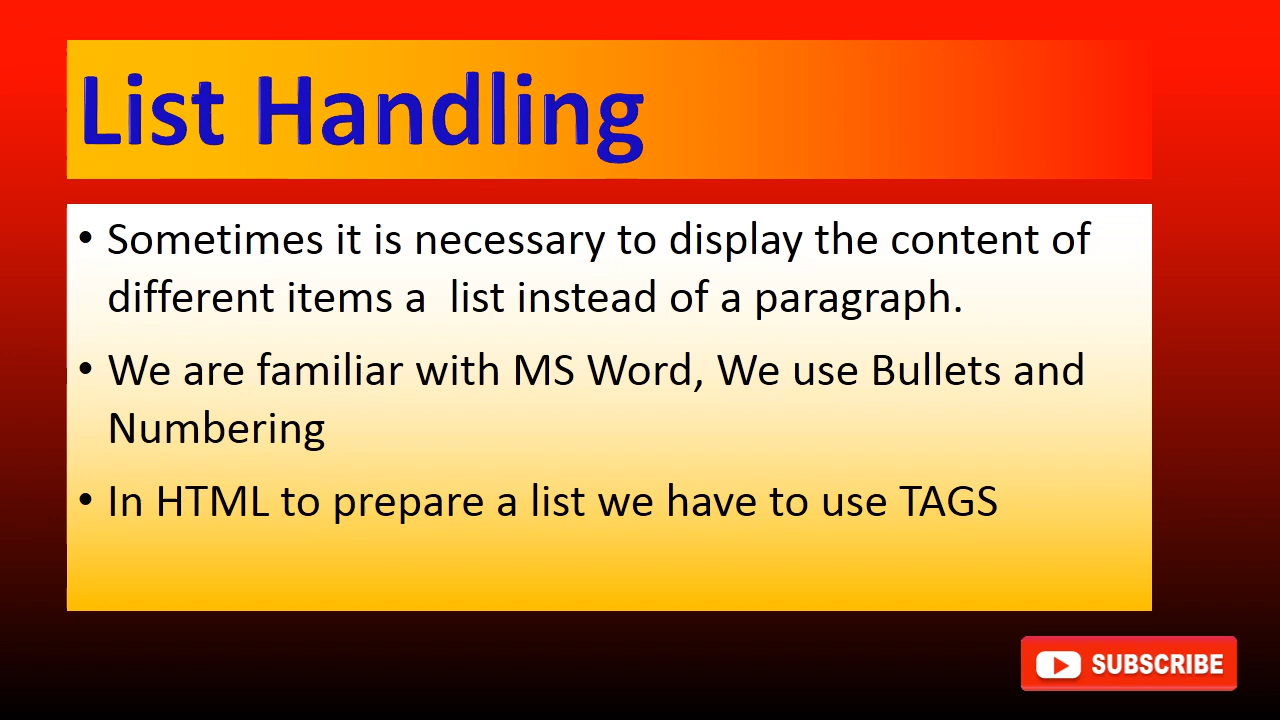 List Handling
• Sometimes it is necessary to display the content of
different items a  list instead of a paragraph.
• We are familiar with MS Word, We use Bullets and
Numbering
• In HTML to prepare a list we have to use TAGS
SUBSCRIBE